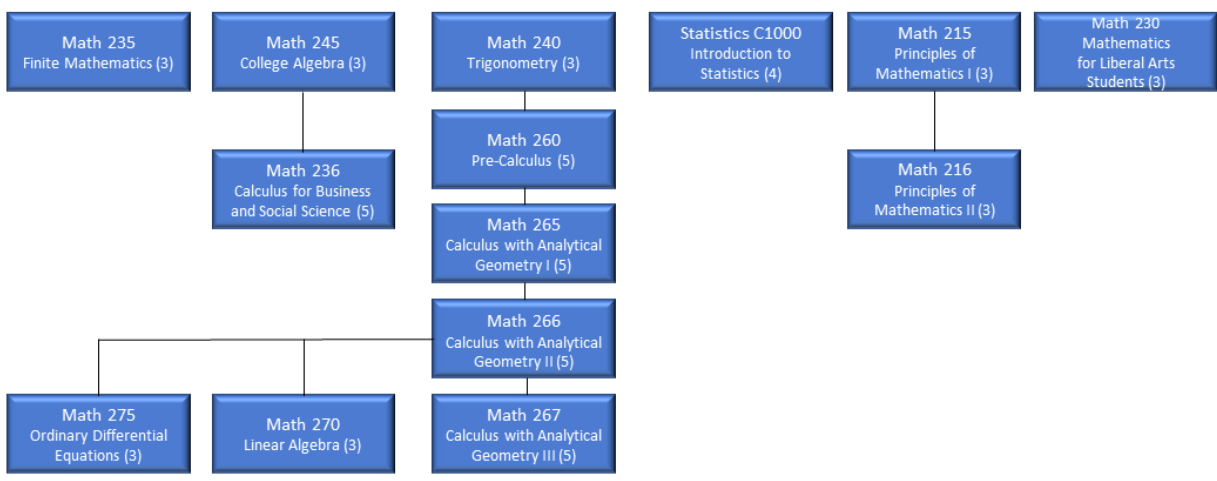 Math 235
Finite Mathematics (3)
Math 245
College Algebra (3)
Math 240
Trigonometry (3)
Statistics C1000
Introduction to
Statistics (4)
Math 215
Principles of
Mathematics I (3)
Math 230
Mathematics
for Liberal Arts
Students (3)
Math 260
Pre-Calculus (5)
Math 236
Calculus for Business
and Social Science (5)
Math 216
Principles of
Mathematics II (3)
Math 265
Calculus with Analytical
Geometry I (5)
Math 266
Calculus with Analytical
Geometry II (5)
Math 275
Ordinary Differential
Equations (3)
Math 270
Linear Algebra (3)
Math 267
Calculus with Analytical
Geometry III (5)